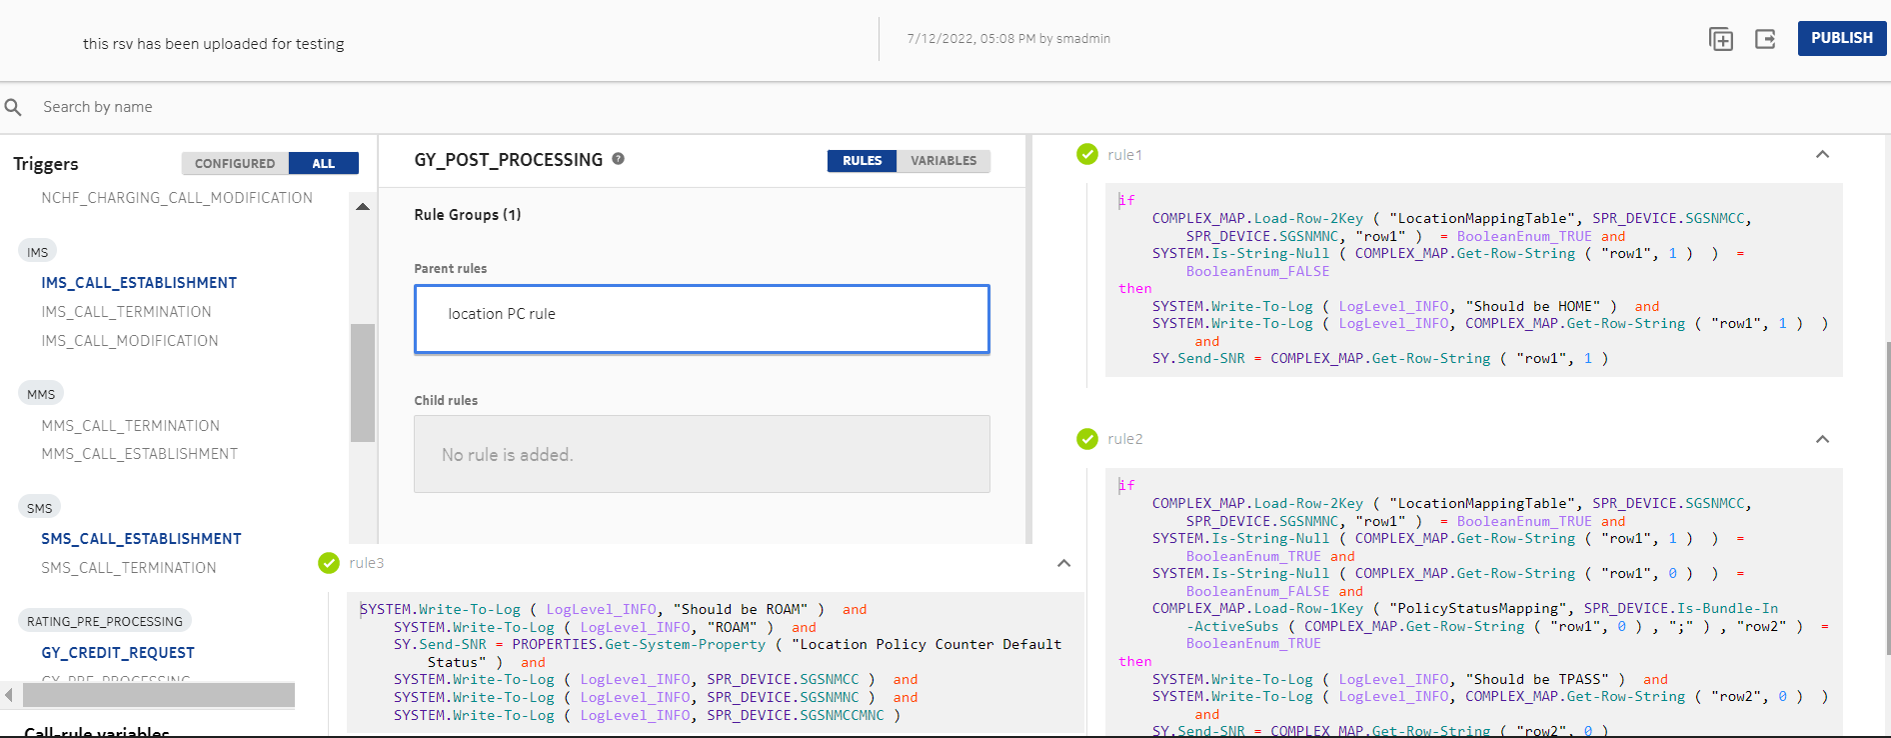 this rsv has been uploaded for testing
7/12/2022, 05:08 PM by smadmin
PUBLISH
Search by name
Triggers
CONFIGURED
ALL
NCHF_CHARGING_CALL_MODIFICATION
IMS
IMS_CALL_ESTABLISHMENT
IMS_CALL_TERMINATION
IMS_CALL_MODIFICATION
MMS
MMS_CALL_TERMINATION
MMS_CALL_ESTABLISHMENT
SMS
SMS_CALL_ESTABLISHMENT
SMS_CALL_TERMINATION
RATING_PRE_PROCESSING
GY_CREDIT_REQUEST
GY_PRE_PROCESSING
Call-rule variables
GY_POST_PROCESSING ?
RULES
VARIABLES
Rule Groups (1)
Parent rules
location PC rule
Child rules
No rule is added.
rule3
SYSTEM.Write-To-Log ( LogLevel_INFO, "Should be ROAM" )  and
SYSTEM.Write-To-Log ( LogLevel_INFO, "ROAM" )  and
SY.Send-SNR = PROPERTIES.Get-System-Property ( "Location Policy Counter Default
Status" )  and
SYSTEM.Write-To-Log ( LogLevel_INFO, SPR_DEVICE.SGSNMCC )  and
SYSTEM.Write-To-Log ( LogLevel_INFO, SPR_DEVICE.SGSNMNC )  and
SYSTEM.Write-To-Log ( LogLevel_INFO, SPR_DEVICE.SGSNMCCMNC )
rule1
if
COMPLEX_MAP.Load-Row-2Key ( "LocationMappingTable", SPR_DEVICE.SGSNMCC,
SPR_DEVICE.SGSNMNC, "row1" )  = BooleanEnum_TRUE and
SYSTEM.Is-String-Null ( COMPLEX_MAP.Get-Row-String ( "row1", 1 )  )  =
BooleanEnum_FALSE
then
SYSTEM.Write-To-Log ( LogLevel_INFO, "Should be HOME" )  and
SYSTEM.Write-To-Log ( LogLevel_INFO, COMPLEX_MAP.Get-Row-String ( "row1", 1 )  )
and
SY.Send-SNR = COMPLEX_MAP.Get-Row-String ( "row1", 1 )
rule2
if
COMPLEX_MAP.Load-Row-2Key ( "LocationMappingTable", SPR_DEVICE.SGSNMCC,
SPR_DEVICE.SGSNMNC, "row1" )  = BooleanEnum_TRUE and
SYSTEM.Is-String-Null ( COMPLEX_MAP.Get-Row-String ( "row1", 1 )  )  =
BooleanEnum_TRUE and
SYSTEM.Is-String-Null ( COMPLEX_MAP.Get-Row-String ( "row1", 0 )  )  =
BooleanEnum_FALSE and
COMPLEX_MAP.Load-Row-1Key ( "PolicyStatusMapping", SPR_DEVICE.Is-Bundle-In
-ActiveSubs ( COMPLEX_MAP.Get-Row-String ( "row1", 0 ) , ";" ) , "row2" )  =
BooleanEnum_TRUE
then
SYSTEM.Write-To-Log ( LogLevel_INFO, "Should be TPASS" )  and
SYSTEM.Write-To-Log ( LogLevel_INFO, COMPLEX_MAP.Get-Row-String ( "row2", 0 )  )
and
SY.Send-SNR = COMPLEX_MAP.Get-Row-String ( "row2", 0 )